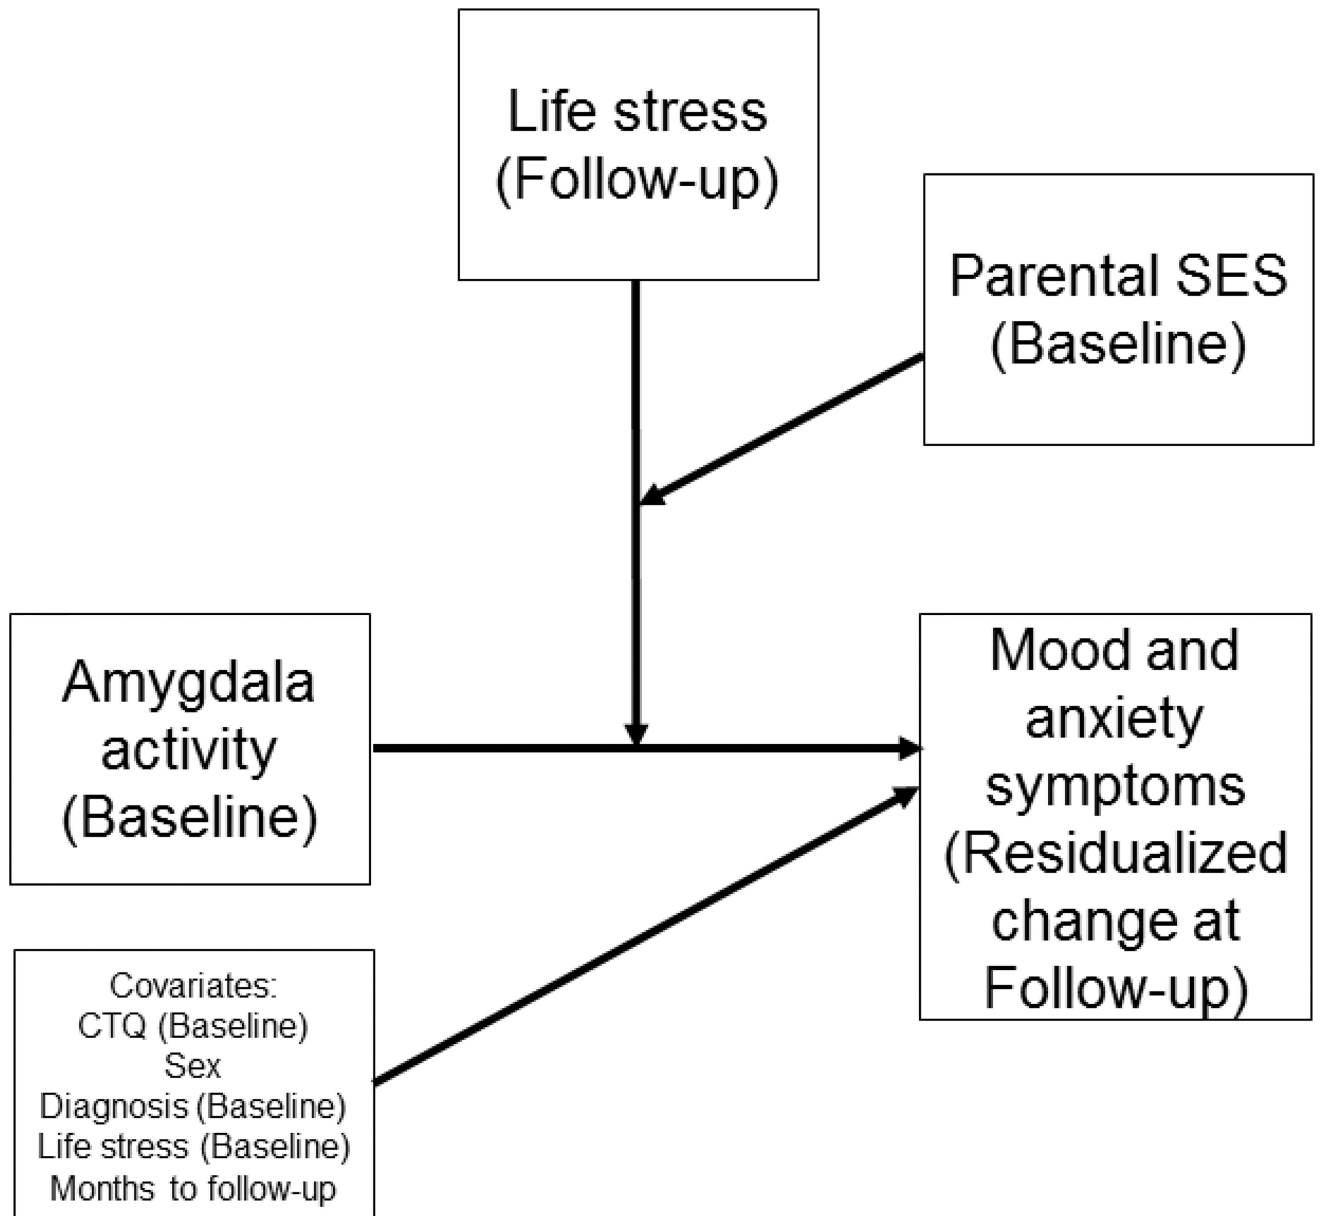 Life stress
(Follow-up)
Parental SES
(Baseline)
Amygdala
activity
(Baseline)
Mood and
anxiety
symptoms
(Residualized
change at
Follow-up)
Covariates:
CTQ (Baseline)
Sex
Diagnosis (Baseline)
Life stress (Baseline)
Months to follow-up